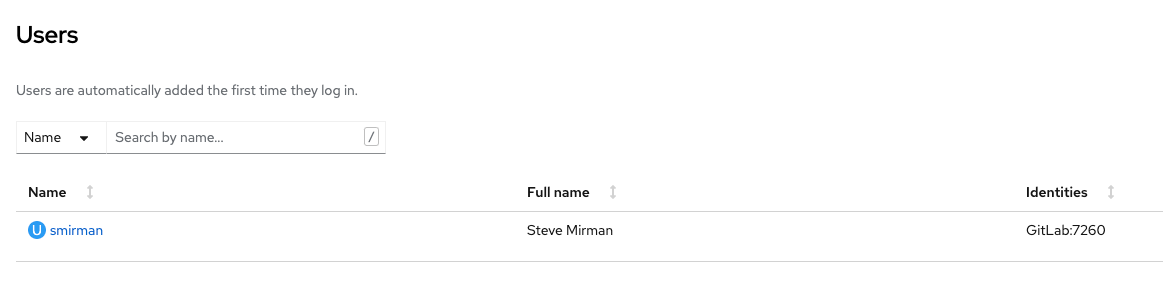 Users
Users are automatically added the first time they log in.
Name Search by name... /
Name Full name Identities
U smirman Steve Mirman GitLab:7260